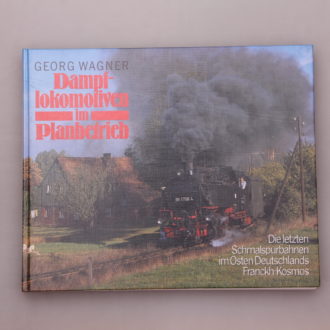 GEORG WAGNER
Dampf-
lokomotiven
im
Planbetrieb
Die letzten
Schmalspurbahnen
im Osten Deutschlands
Franckh-Kosmos